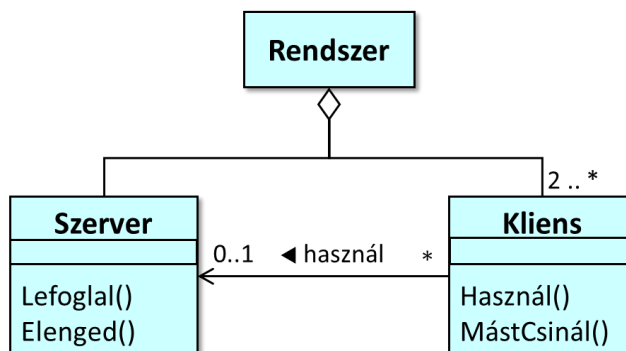 Rendszer
2 .. *
Szerver
Kliens
0..1 ◄ használ *
Lefoglal()
Elenged()
Használ()
MástCsinál()